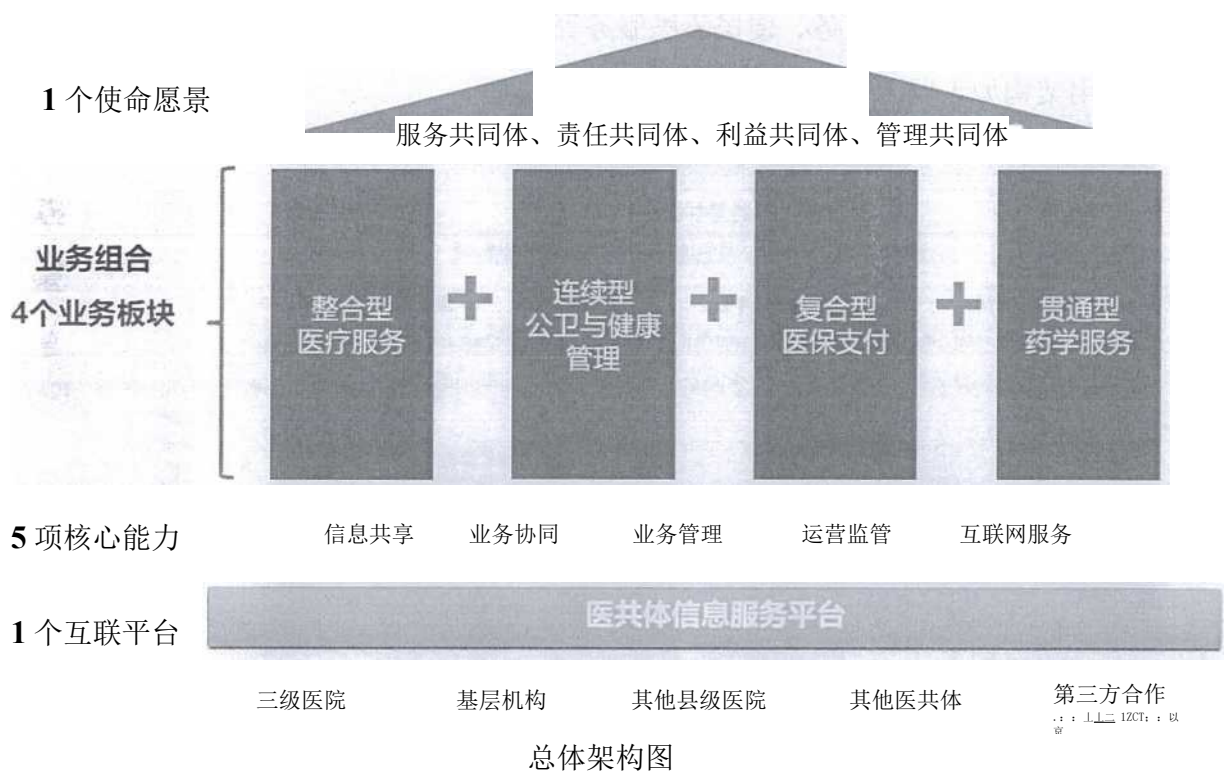 1 个使命愿景
服务共同体、责任共同体、利益共同体、管理共同体
业务组合
4个业务板块
整合型
医疗服务
连续型
公卫与健康
管理
复合型
医保支付
贯通型
药学服务
5 项核心能力
信息共享 业务协同 业务管理 运营监管 互联网服务
1 个互联平台
医共体信息服务平台
三级医院 基层机构 其他县级医院 其他医共体 第三方合作
总体架构图